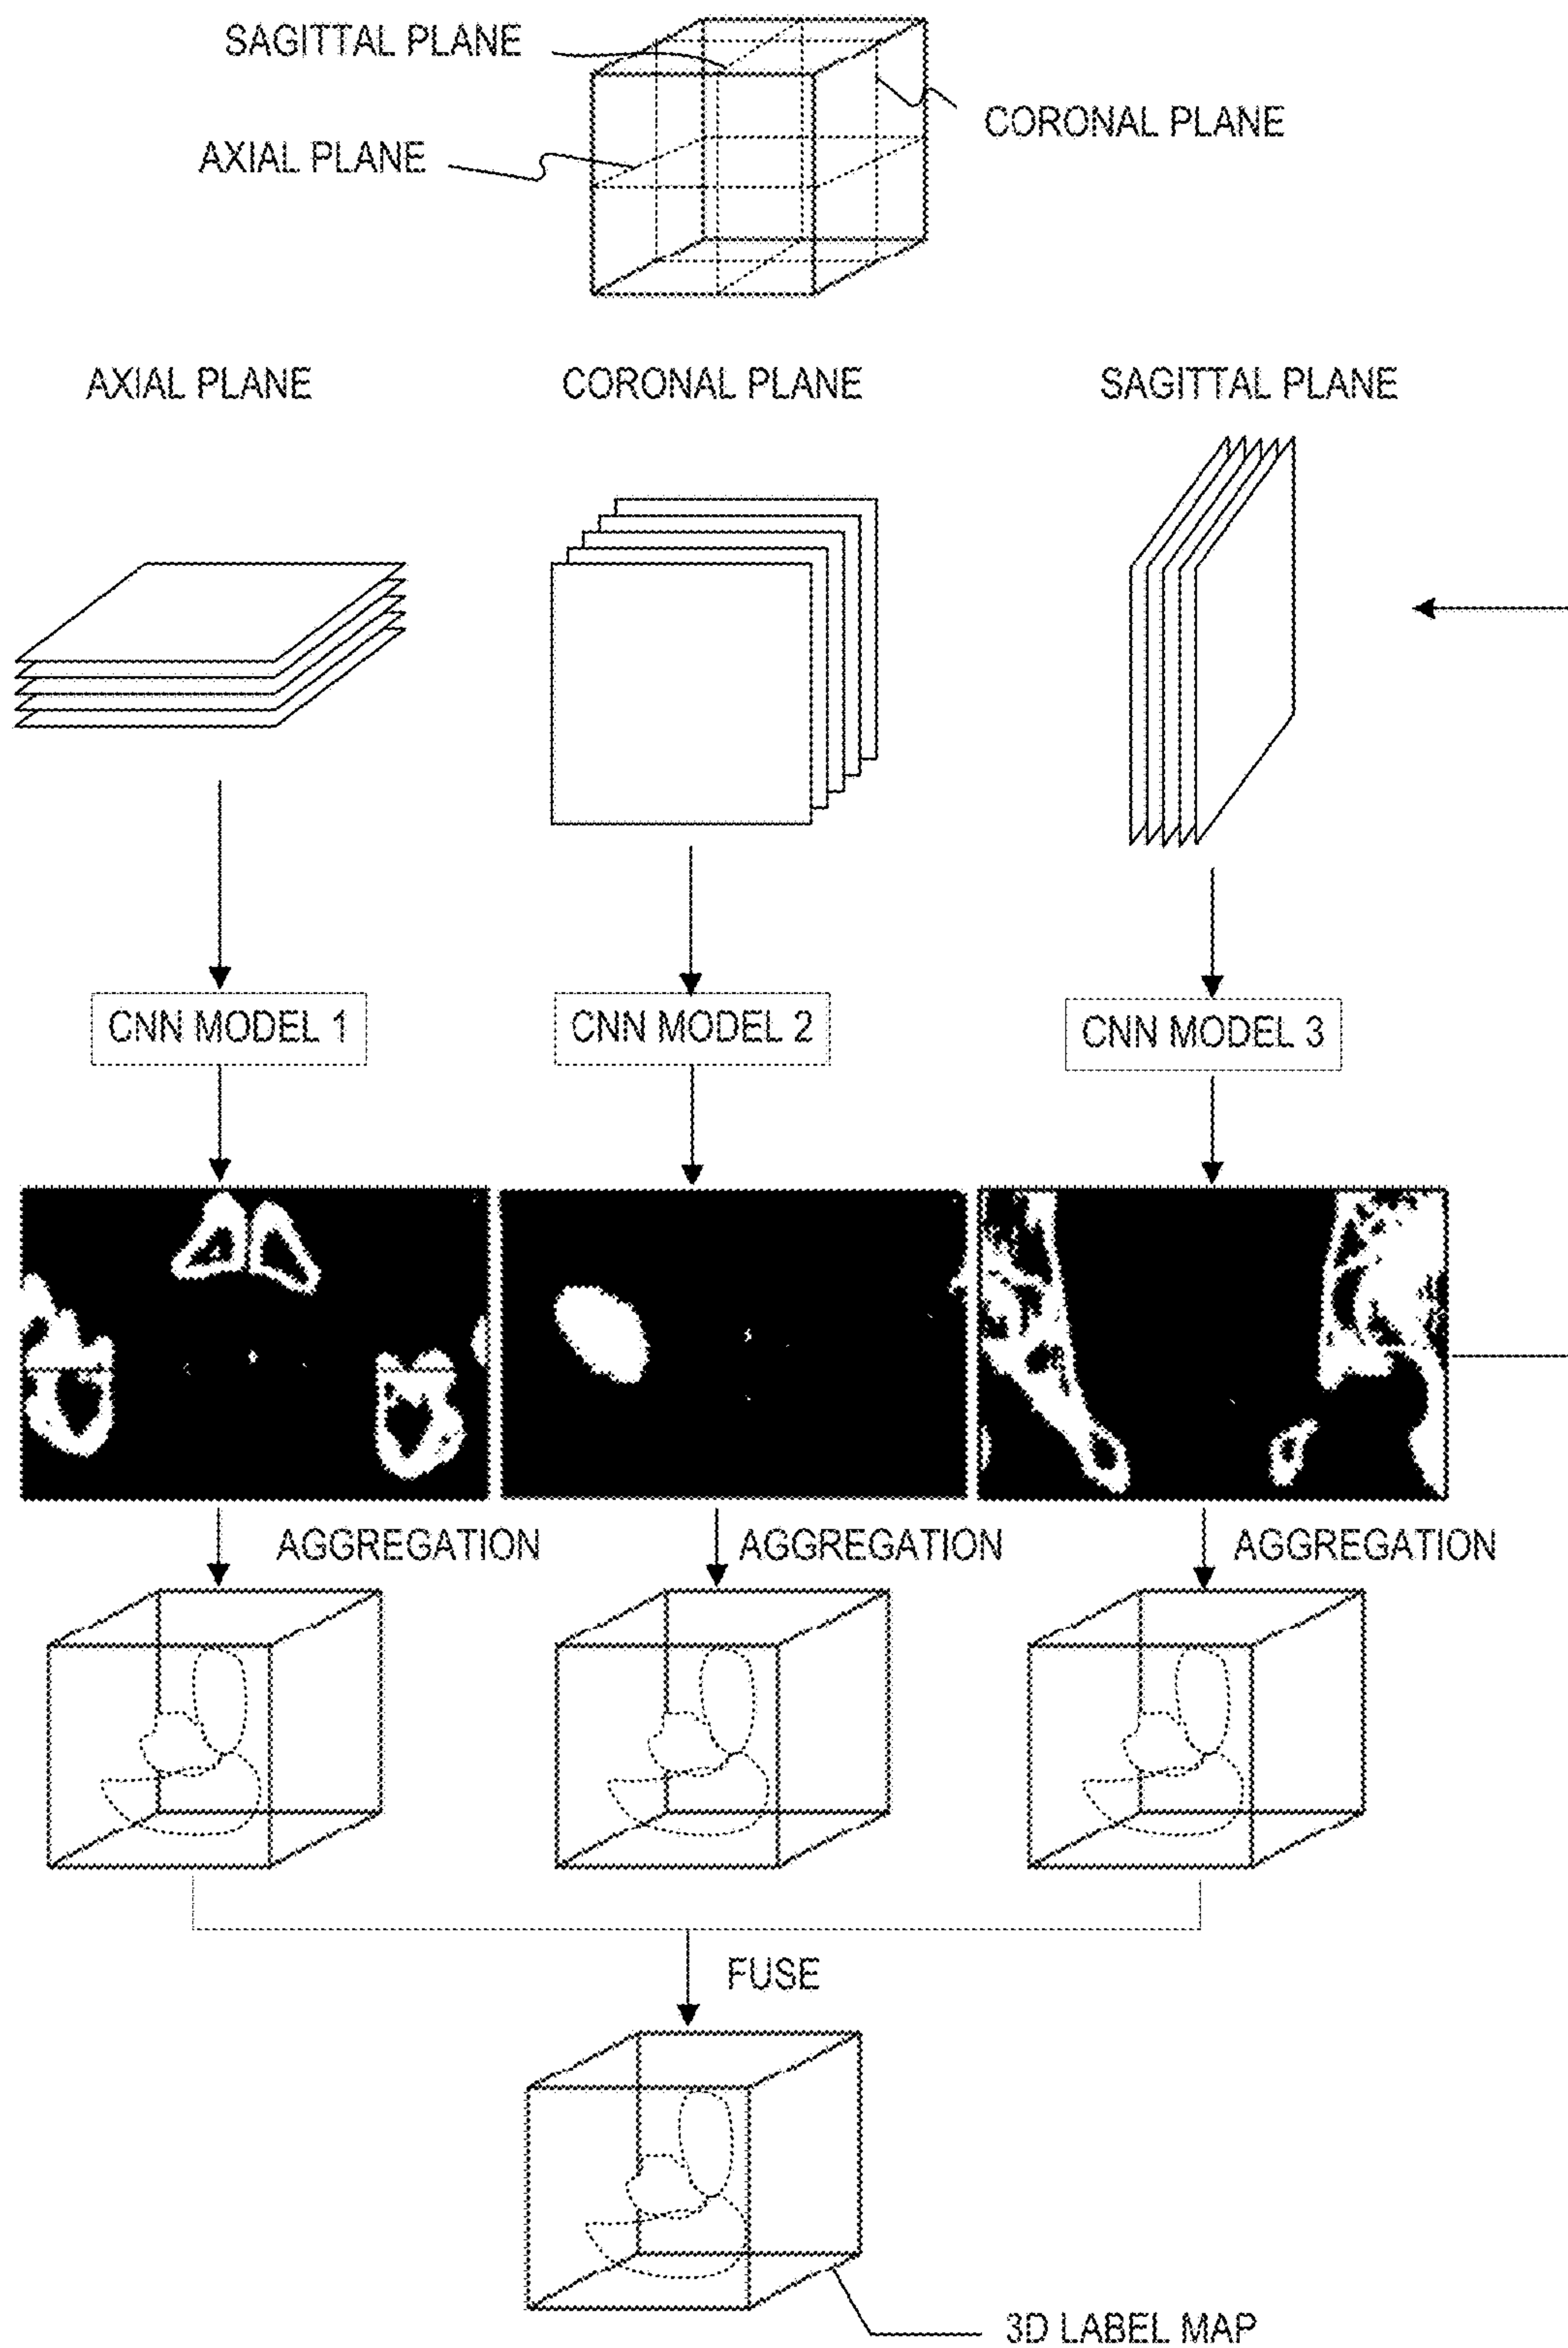 SAGITTAL PLANE
CORONAL PLANE
AXIAL PLANE
AXIAL PLANE
CORONAL PLANE
SAGITTAL PLANE
CNN MODEL 1
CNN MODEL 2
CNN MODEL 3
AGGREGATION
AGGREGATION
AGGREGATION
FUSE
3D LABEL MAP